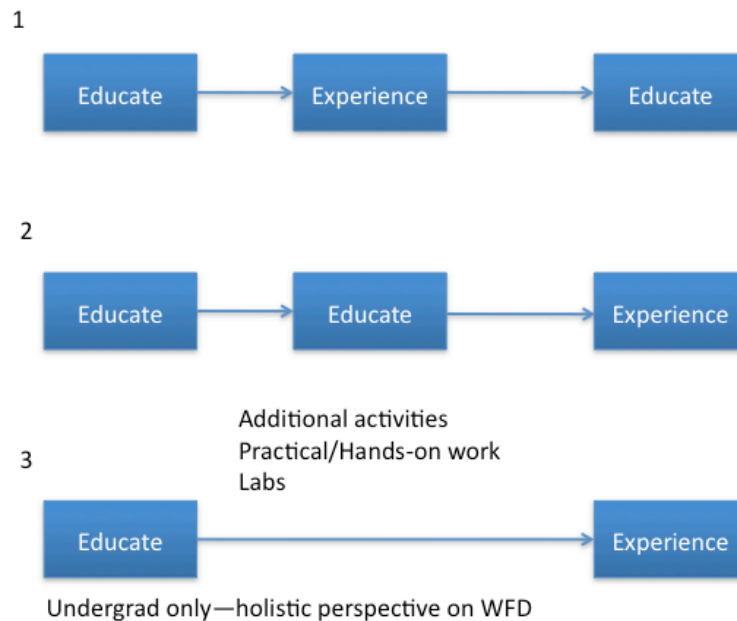 1
Educate Experience Educate
2
Educate Educate Experience
Additional activities
Practical/Hands-on work
3
Labs
Educate Experience
Undergrad only—holistic perspective on WFD